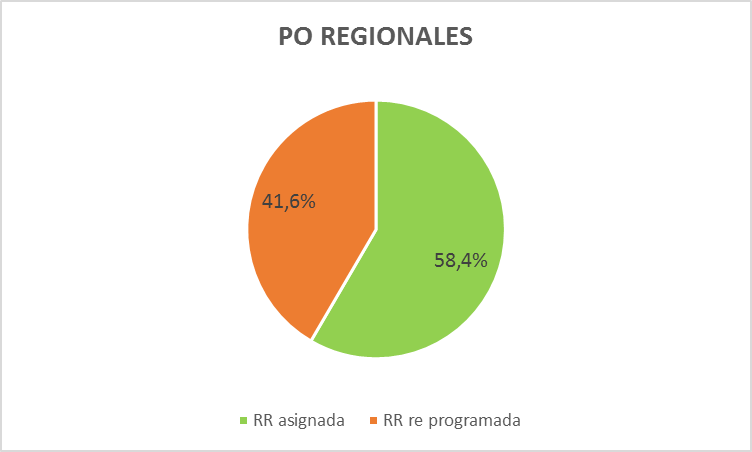 PO REGIONALES
41,6%
58,4%
RR asignada
RR re programada